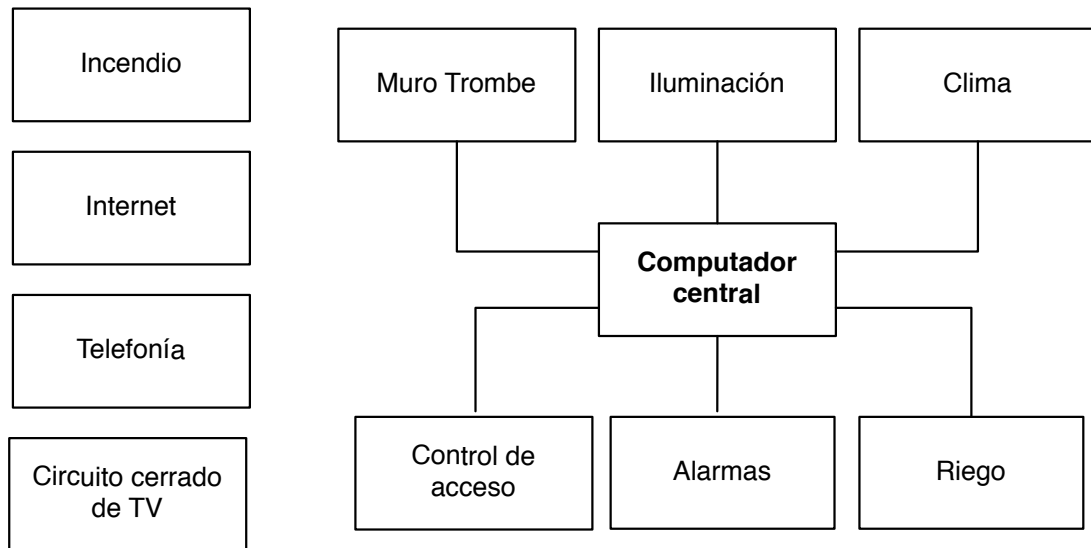 Incendio
Internet
Telefonía
Circuito cerrado
de TV
Muro Trombe
Iluminación
Clima
Computador
central
Control de
acceso
Alarmas
Riego